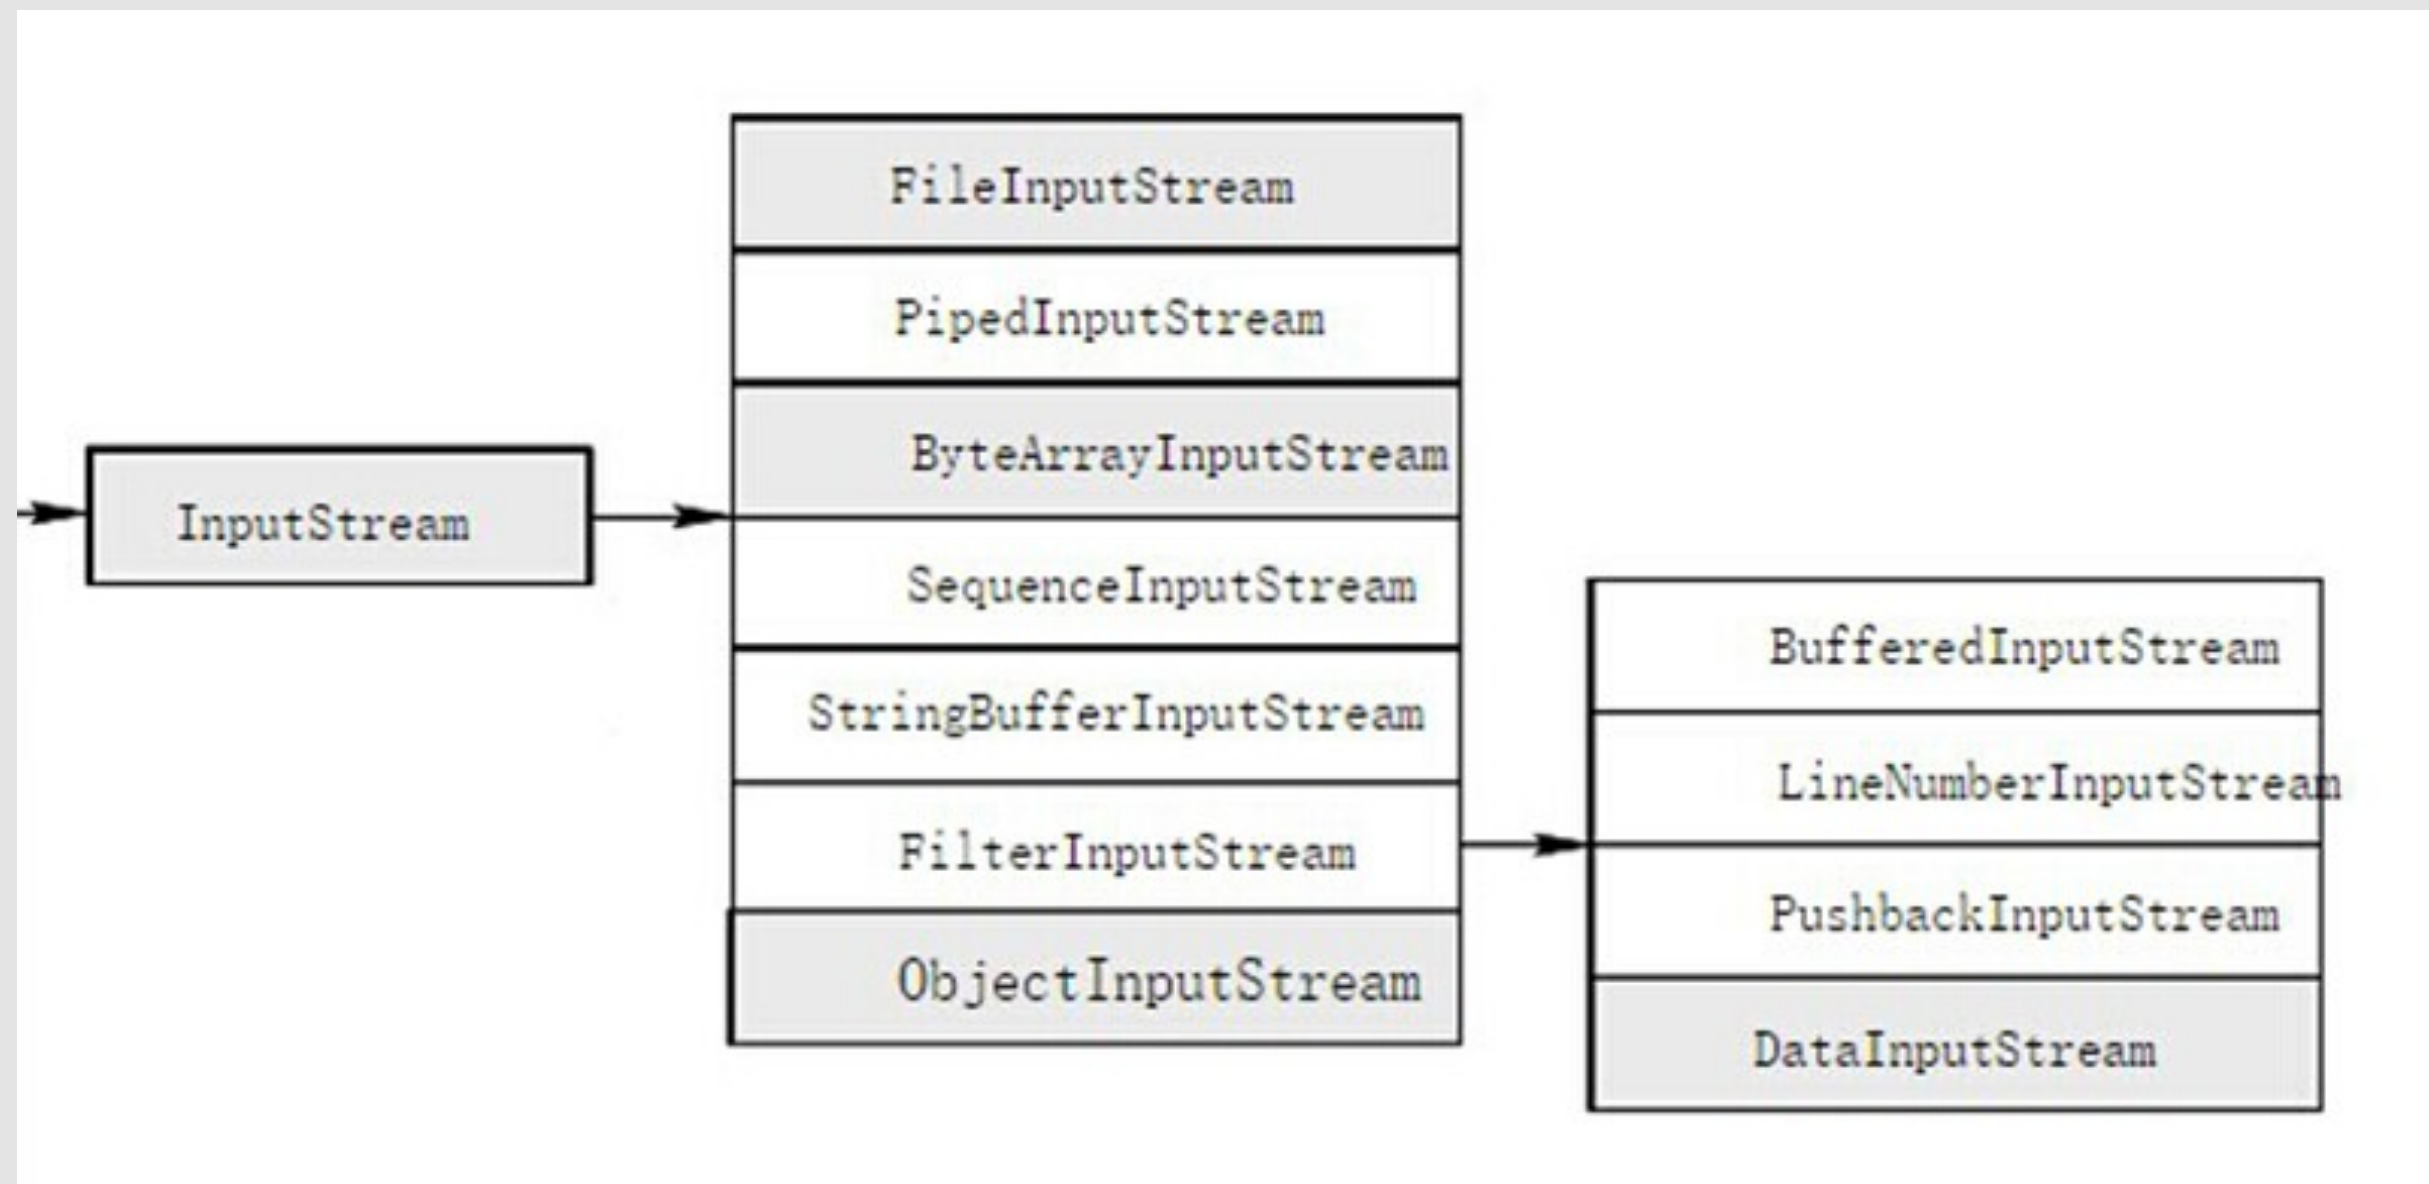 InputStream
FileInputStream
PipedInputStream
ByteArrayInputStream
SequenceInputStream
StringBufferInputStream
FilterInputStream
ObjectInputStream
BufferedInputStream
LineNumberInputStream
PushbackInputStream
DataInputStream